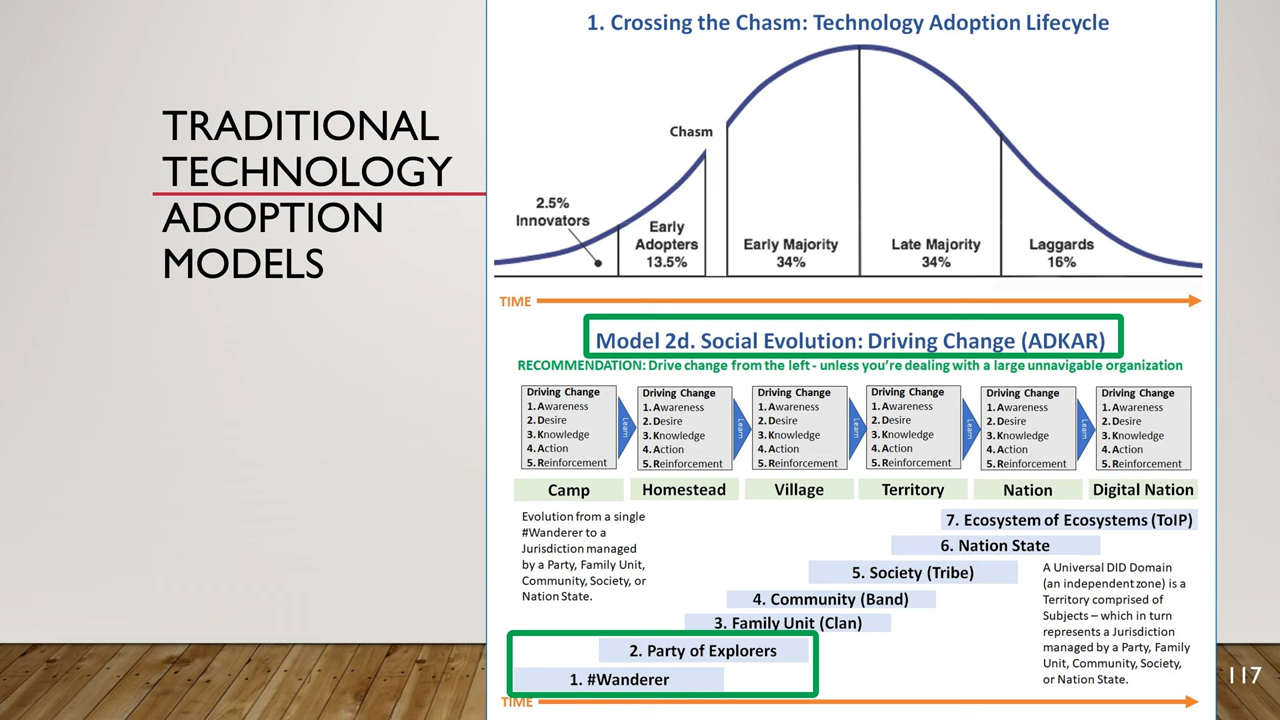 TRADITIONAL
TECHNOLOGY
ADOPTION
MODELS
1. Crossing the Chasm: Technology Adoption Lifecycle
Chasm
2.5%
Innovators
Early
Adopters
13.5%
Early Majority
34%
Late Majority
34%
Laggards
16%
TIME
Model 2d. Social Evolution: Driving Change (ADKAR)
RECOMMENDATION: Drive change from the left - unless you're dealing with a large unnavigable organization
Driving Change
1. Awareness
2. Desire
3. Knowledge
4. Action
5. Reinforcement
Learn
Driving Change
1. Awareness
2. Desire
3. Knowledge
4. Action
5. Reinforcement
Learn
Driving Change
1. Awareness
2. Desire
3. Knowledge
4. Action
5. Reinforcement
Learn
Driving Change
1. Awareness
2. Desire
3. Knowledge
4. Action
5. Reinforcement
Learn
Driving Change
1. Awareness
2. Desire
3. Knowledge
4. Action
5. Reinforcement
Learn
Driving Change
1. Awareness
2. Desire
3. Knowledge
4. Action
5. Reinforcement
Camp
Homestead
Village
Territory
Nation
Digital Nation
Evolution from a single
#Wanderer to a
Jurisdiction managed
by a Party, Family Unit,
Community, Society, or
Nation State.
7. Ecosystem of Ecosystems (ToIP)
6. Nation State
5. Society (Tribe)
4. Community (Band)
3. Family Unit (Clan)
2. Party of Explorers
1. #Wanderer
A Universal DID Domain
(an independent zone) is a
Territory comprised of
Subjects – which in turn
represents a Jurisdiction
managed by a Party, Family
Unit, Community, Society,
or Nation State.
TIME
117